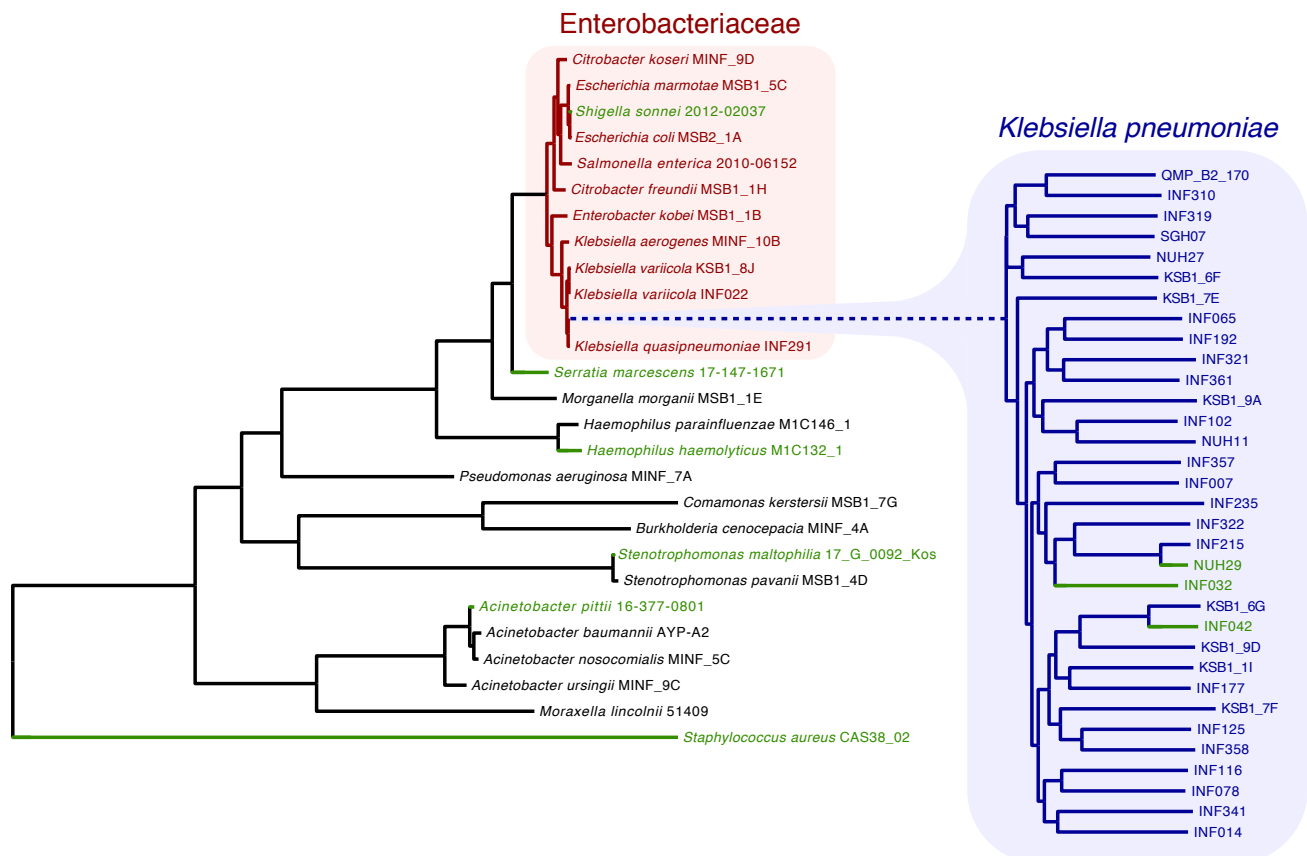 Enterobacteriaceae
Citrobacter koseri MINF_9D
Escherichia marmotae MSB1_5C
Shigella sonnei 2012-02037
Escherichia coli MSB2_1A
Salmonella enterica 2010-06152
Citrobacter freundii MSB1_1H
Enterobacter kobei MSB1_1B
Klebsiella aerogenes MINF_10B
Klebsiella variicola KSB1_8J
Klebsiella variicola INF022
Klebsiella quasipneumoniae INF291
Serratia marcescens 17-147-1671
Morganella morganii MSB1_1E
Haemophilus parainfluenzae M1C146_1
Haemophilus haemolyticus M1C132_1
Pseudomonas aeruginosa MINF_7A
Comamonas kerstersii MSB1_7G
Burkholderia cenocepacia MINF_4A
Stenotrophomonas maltophilia 17_G_0092_Kos
Stenotrophomonas pavanii MSB1_4D
Acinetobacter pittii 16-377-0801
Acinetobacter baumannii AYP-A2
Acinetobacter nosocomialis MINF_5C
Acinetobacter ursingii MINF_9C
Moraxella lincolnii 51409
Staphylococcus aureus CAS38_02
Klebsiella pneumoniae
QMP_B2_170
INF310
INF319
SGH07
NUH27
KSB1_6F
KSB1_7E
INF065
INF192
INF321
INF361
KSB1_9A
INF102
NUH11
INF357
INF007
INF235
INF322
INF215
NUH29
INF032
KSB1_6G
INF042
KSB1_9D
KSB1_1I
INF177
KSB1_7F
INF125
INF358
INF116
INF078
INF341
INF014